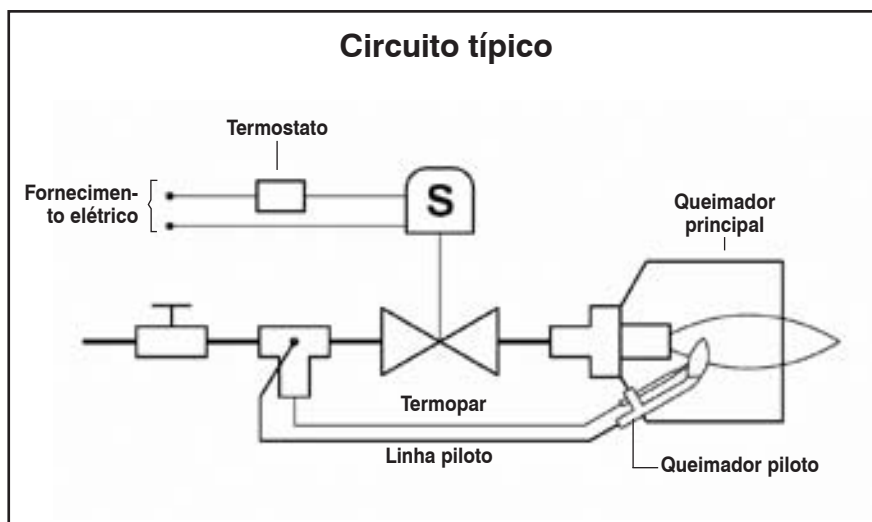 Circuito típico
Termostato
Fornecimen-
to elétrico
S
Queimador
principal
Termopar
Linha piloto
Queimador piloto